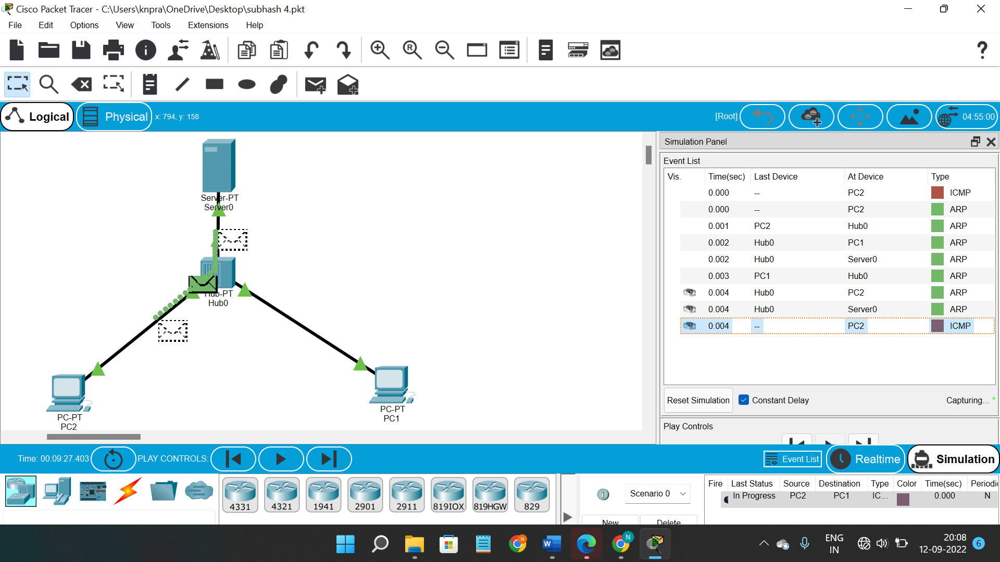 Cisco Packet Tracer - C:\Users\knpra\OneDrive\Desktop\subhash 4.pkt
File Edit Options View Tools Extensions Help
Logical Physical x: 794, y: 158 [Root] 04:55:00
Server-PT
Server0
Hub-PT
Hub0
PC-PT
PC2
PC-PT
PC1
Simulation Panel
Event List
Vis. Time(sec) Last Device At Device Type
0.000 -- PC2 ICMP
0.000 -- PC2 ARP
0.001 PC2 Hub0 ARP
0.002 Hub0 PC1 ARP
0.002 Hub0 Server0 ARP
0.003 PC1 Hub0 ARP
0.004 Hub0 PC2 ARP
0.004 Hub0 Server0 ARP
0.004 -- PC2 ICMP
Reset Simulation Constant Delay Capturing... *
Play Controls
Time: 00:09:27.403 PLAY CONTROLS: Event List Realtime Simulation
4331 4321 1941 2901 2911 819IOX 819HGW 829
Scenario 0
New Delete
Fire Last Status Source Destination Type Color Time(sec) Periodi
In Progress PC2 PC1 IC... 0.000 N
ENG
IN
20:08
12-09-2022
6